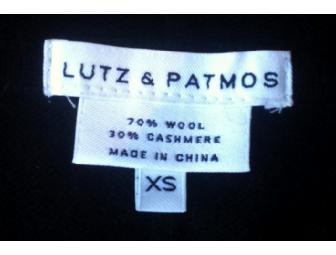 LUTZ & PATMOS
70% WOOL
30% CASHMERE
MADE IN CHINA
XS